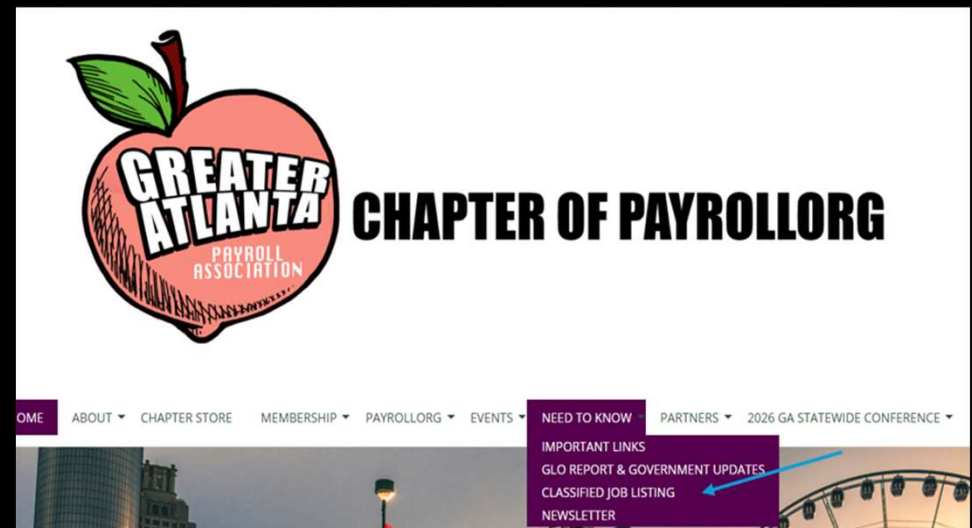 GREATER
ATLANTA
PAYROLL
ASSOCIATION
CHAPTER OF PAYROLLORG
OME ABOUT CHAPTER STORE MEMBERSHIP PAYROLLORG EVENTS NEED TO KNOW PARTNERS 2026 GA STATEWIDE CONFERENCE
IMPORTANT LINKS
GLO REPORT & GOVERNMENT UPDATES
CLASSIFIED JOB LISTING
NEWSLETTER